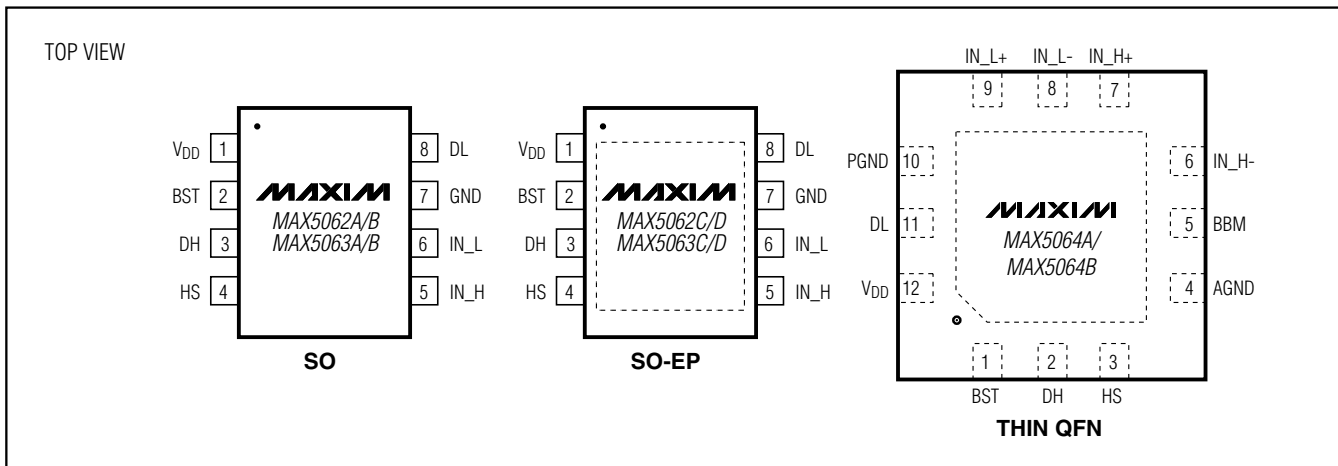 TOP VIEW
VDD 1
BST 2
DH 3
HS 4
MAXIM
MAX5062A/B
MAX5063A/B
8 DL
7 GND
6 IN_L
5 IN_H
SO
VDD 1
BST 2
DH 3
HS 4
MAXIM
MAX5062C/D
MAX5063C/D
8 DL
7 GND
6 IN_L
5 IN_H
SO-EP
IN_L+ IN_L- IN_H+
9 8 7
PGND 10
DL 11
VDD 12
MAXIM
MAX5064A/
MAX5064B
6 IN_H-
5 BBM
4 AGND
1 2 3
BST DH HS
THIN QFN